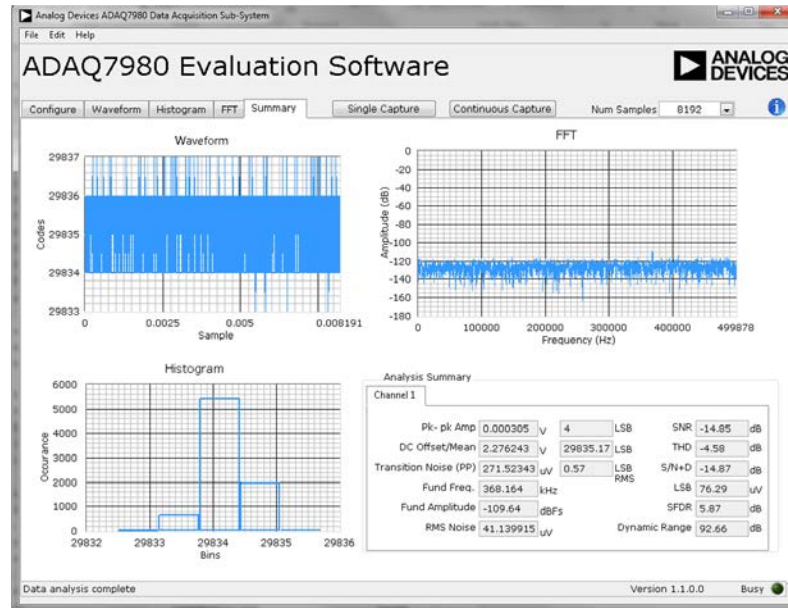 Analog Devices ADAQ7980 Data Acquisition Sub-System
File Edit Help
ADAQ7980 Evaluation Software
ANALOG
DEVICES
Configure Waveform Histogram FFT Summary Single Capture Continuous Capture Num Samples 8192
Waveform
29837
29836
29835
29834
29833
Codes
0 0.0025 0.005 0.008191
Sample
FFT
0
-20
-40
-60
-80
-100
-120
-140
-160
-180
Amplitude (dB)
0 100000 200000 300000 400000 499878
Frequency (Hz)
Histogram
6000
5000
4000
3000
2000
1000
0
Occurance
29832 29833 29834 29835 29836
Bins
Analysis Summary
Channel 1
Pk- pk Amp 0.000305 V 4 LSB SNR -14.85 dB
DC Offset/Mean 2.276243 V 29835.17 LSB THD -4.58 dB
Transition Noise (PP) 271.52343 uV 0.57 LSB RMS S/N+D -14.87 dB
Fund Freq. 368.164 kHz LSB 76.29 uV
Fund Amplitude -109.64 dBFs SFDR 5.87 dB
RMS Noise 41.139915 uV Dynamic Range 92.66 dB
Data analysis complete Version 1.1.0.0 Busy